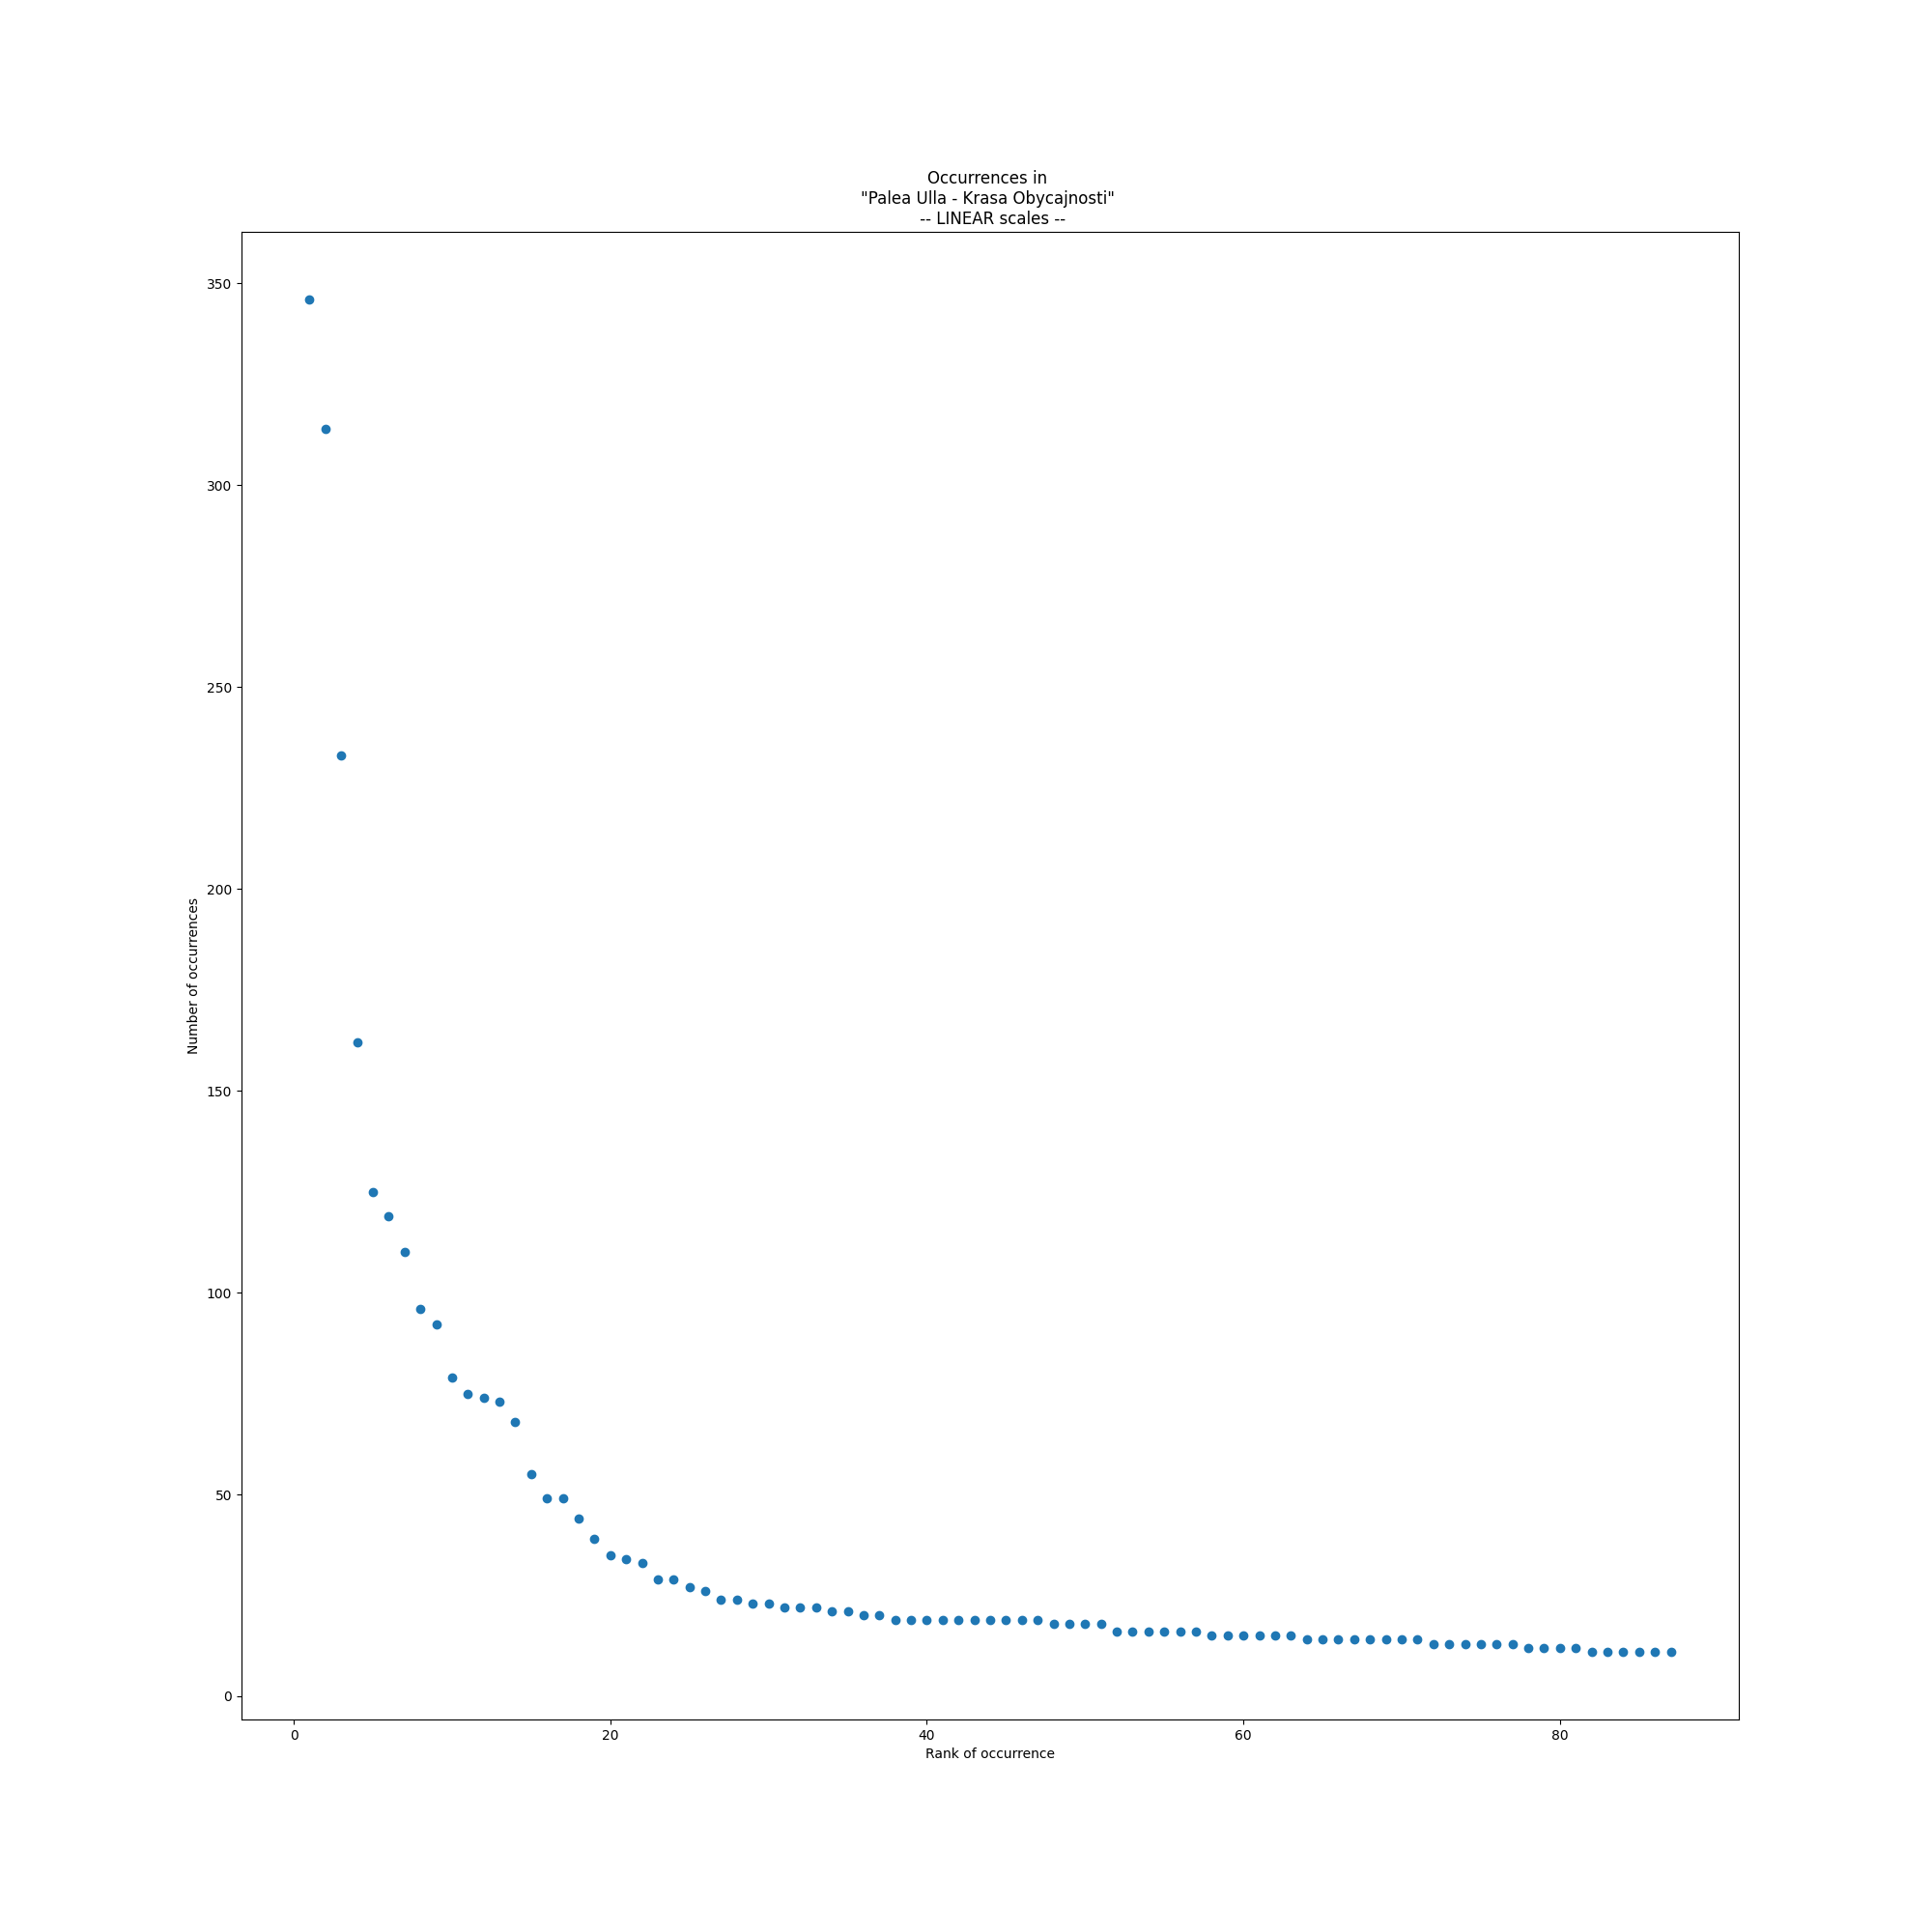 Occurrences in
"Palea Ulla - Krasa Obycajnosti"
-- LINEAR scales --
350
300
250
200
150
100
50
0
Number of occurrences
0 20 40 60 80
Rank of occurrence